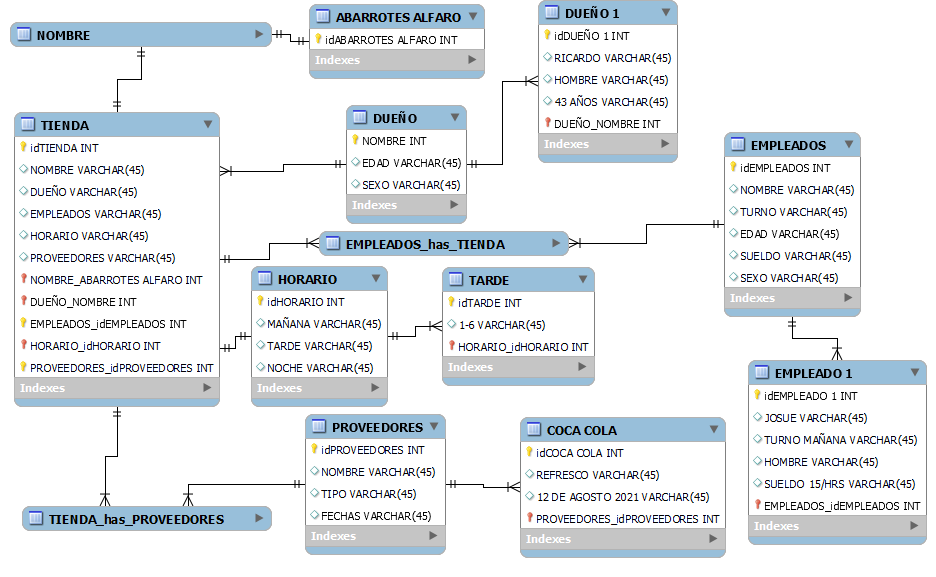 NOMBRE
ABARROTES ALFARO
idABARROTES ALFARO INT
Indexes
DUEÑO 1
idDUEÑO 1 INT
RICARDO VARCHAR(45)
HOMBRE VARCHAR(45)
43 AÑOS VARCHAR(45)
DUEÑO_NOMBRE INT
Indexes
TIENDA
idTIENDA INT
NOMBRE VARCHAR(45)
DUEÑO VARCHAR(45)
EMPLEADOS VARCHAR(45)
HORARIO VARCHAR(45)
PROVEEDORES VARCHAR(45)
NOMBRE_ABARROTES ALFARO INT
DUEÑO_NOMBRE INT
EMPLEADOS_idEMPLEADOS INT
HORARIO_idHORARIO INT
PROVEEDORES_idPROVEEDORES INT
Indexes
DUEÑO
NOMBRE INT
EDAD VARCHAR(45)
SEXO VARCHAR(45)
Indexes
EMPLEADOS
idEMPLEADOS INT
NOMBRE VARCHAR(45)
TURNO VARCHAR(45)
EDAD VARCHAR(45)
SUELDO VARCHAR(45)
SEXO VARCHAR(45)
Indexes
EMPLEADOS_has_TIENDA
HORARIO
idHORARIO INT
MAÑANA VARCHAR(45)
TARDE VARCHAR(45)
NOCHE VARCHAR(45)
Indexes
TARDE
idTARDE INT
1-6 VARCHAR(45)
HORARIO_idHORARIO INT
Indexes
EMPLEADO 1
idEMPLEADO 1 INT
JOSUE VARCHAR(45)
TURNO MAÑANA VARCHAR(45)
HOMBRE VARCHAR(45)
SUELDO 15/HRS VARCHAR(45)
EMPLEADOS_idEMPLEADOS INT
Indexes
PROVEEDORES
idPROVEEDORES INT
NOMBRE VARCHAR(45)
TIPO VARCHAR(45)
FECHAS VARCHAR(45)
Indexes
COCA COLA
idCOCA COLA INT
REFRESCO VARCHAR(45)
12 DE AGOSTO 2021 VARCHAR(45)
PROVEEDORES_idPROVEEDORES INT
Indexes
TIENDA_has_PROVEEDORES